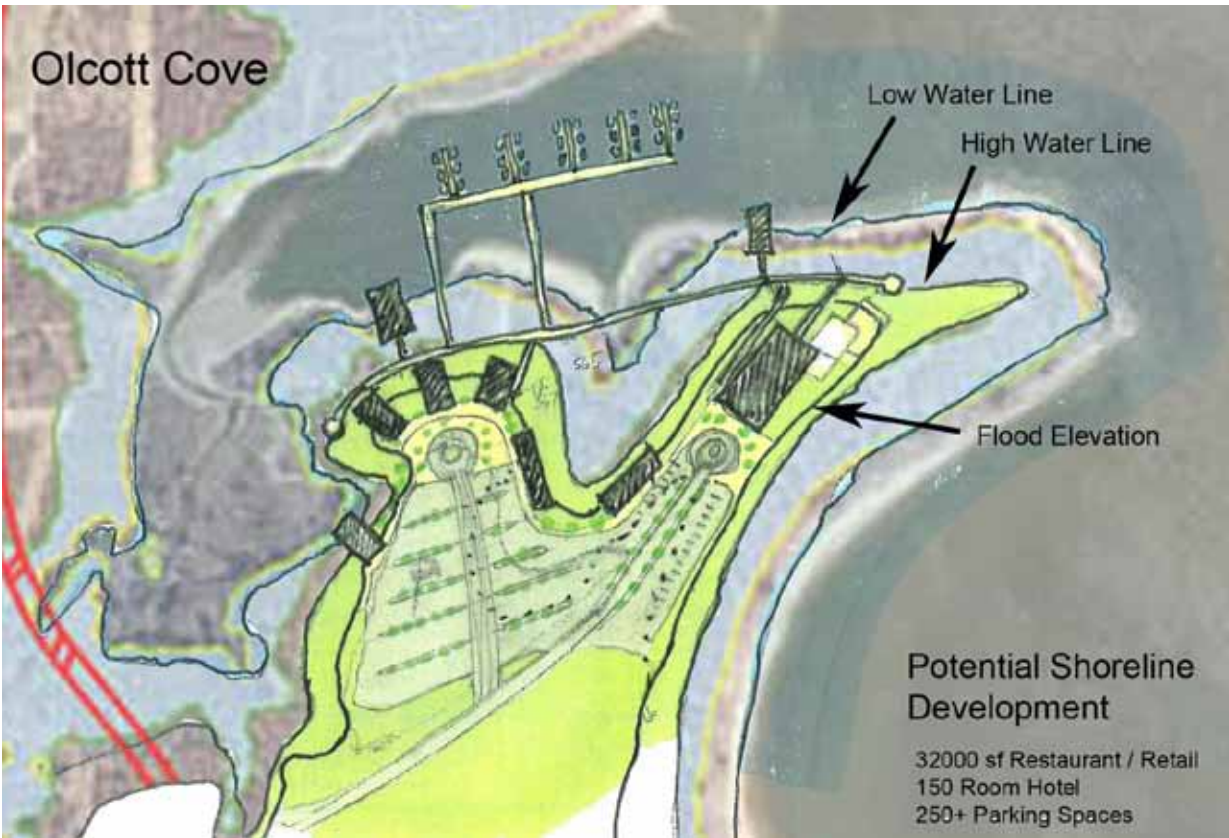 Olcott Cove
Low Water Line
High Water Line
565
Flood Elevation
Potential Shoreline
Development
32000 sf Restaurant / Retail
150 Room Hotel
250+ Parking Spaces